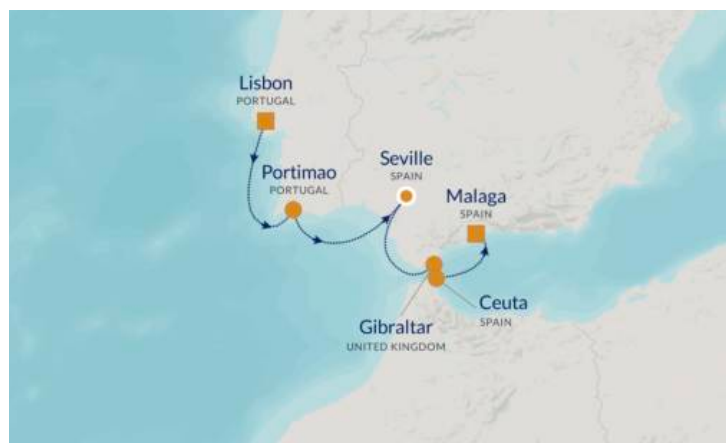 Lisbon
PORTUGAL
Portimao
PORTUGAL
Seville
SPAIN
Malaga
SPAIN
Ceuta
SPAIN
Gibraltar
UNITED KINGDOM